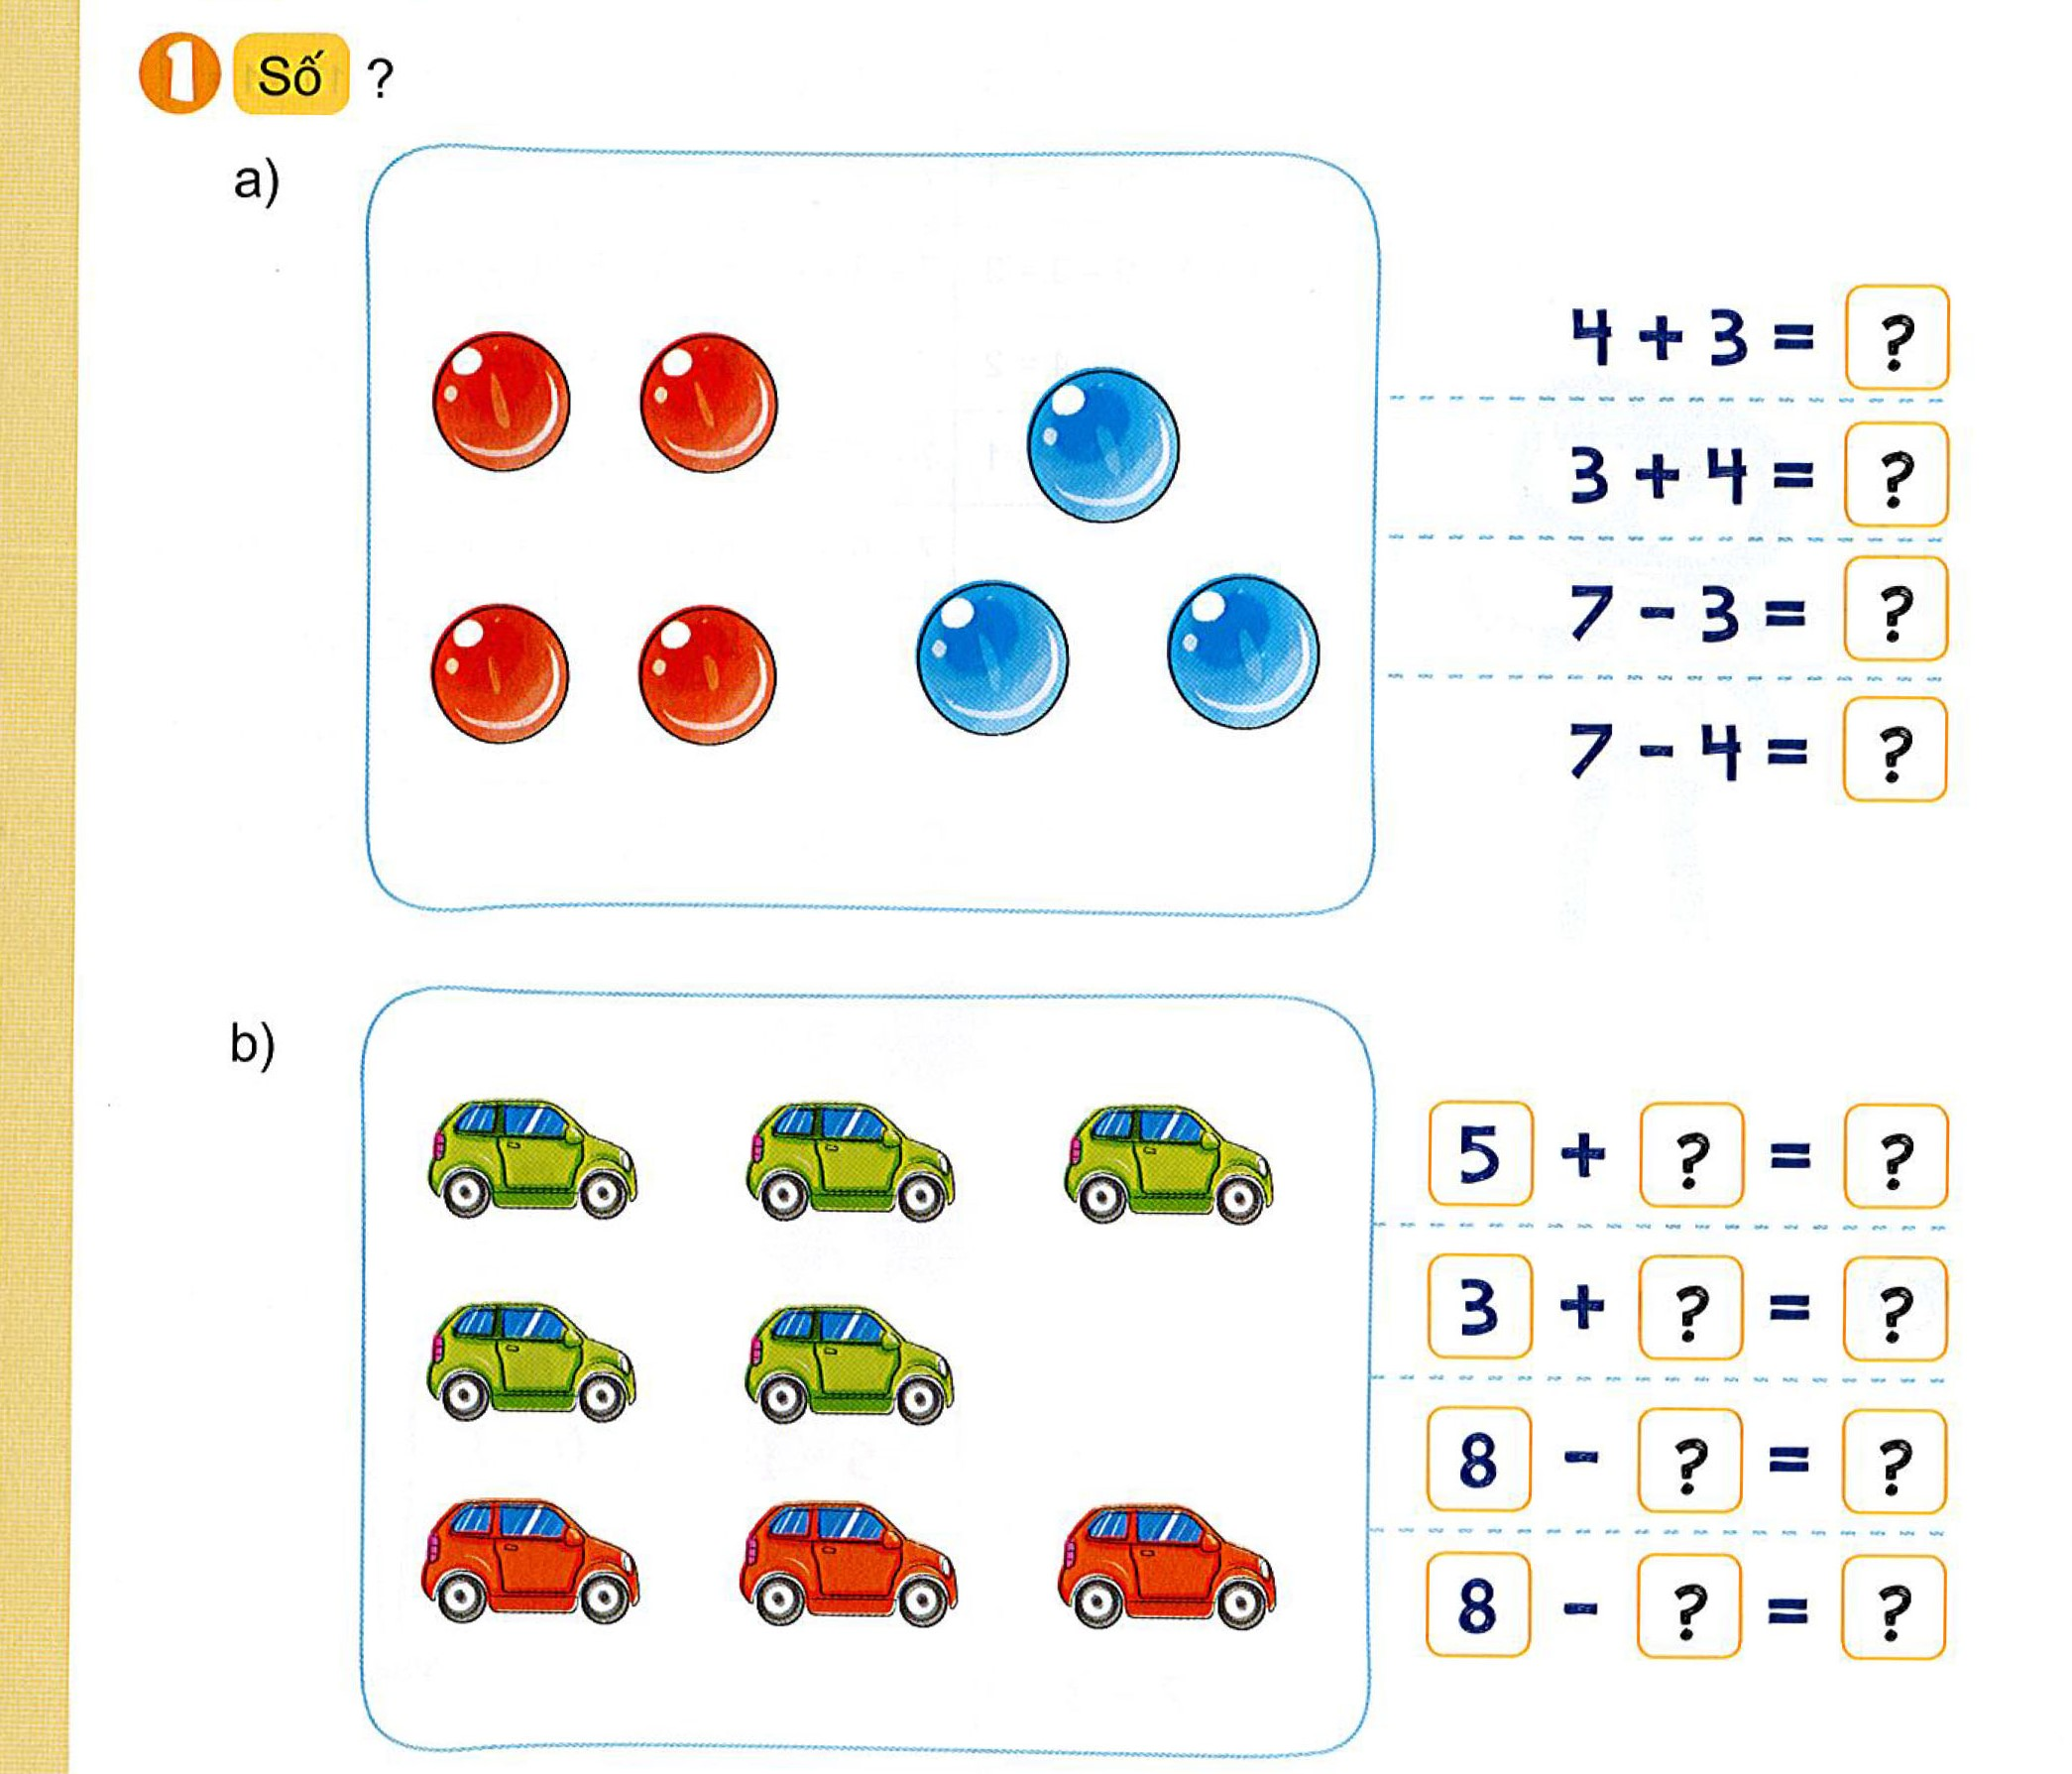 1 Số ?
a)
4 + 3 = ?
3 + 4 = ?
7 - 3 = ?
7 - 4 = ?
b)
5 + ? = ?
3 + ? = ?
8 - ? = ?
8 - ? = ?